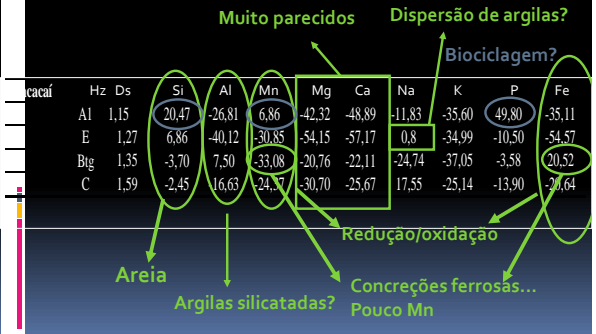 Muito parecidos
Dispersão de argilas?
Biociclagem?
cacaí Hz Ds Si Al Mn Mg Ca Na K P Fe
A1 1,15 20,47 -26,81 6,86 -42,32 -48,89 -11,83 -35,60 49,80 -35,11
E 1,27 6,86 -40,12 -30,85 -54,15 -57,17 0,8 -34,99 -10,50 -54,57
Btg 1,35 -3,70 7,50 -33,08 -20,76 -22,11 -24,74 -37,05 -3,58 20,52
C 1,59 -2,45 -16,63 -24,37 -30,70 -25,67 17,55 -25,14 -13,90 -20,64
Redução/oxidação
Areia
Concreções ferrosas...
Argilas silicatadas?
Pouco Mn